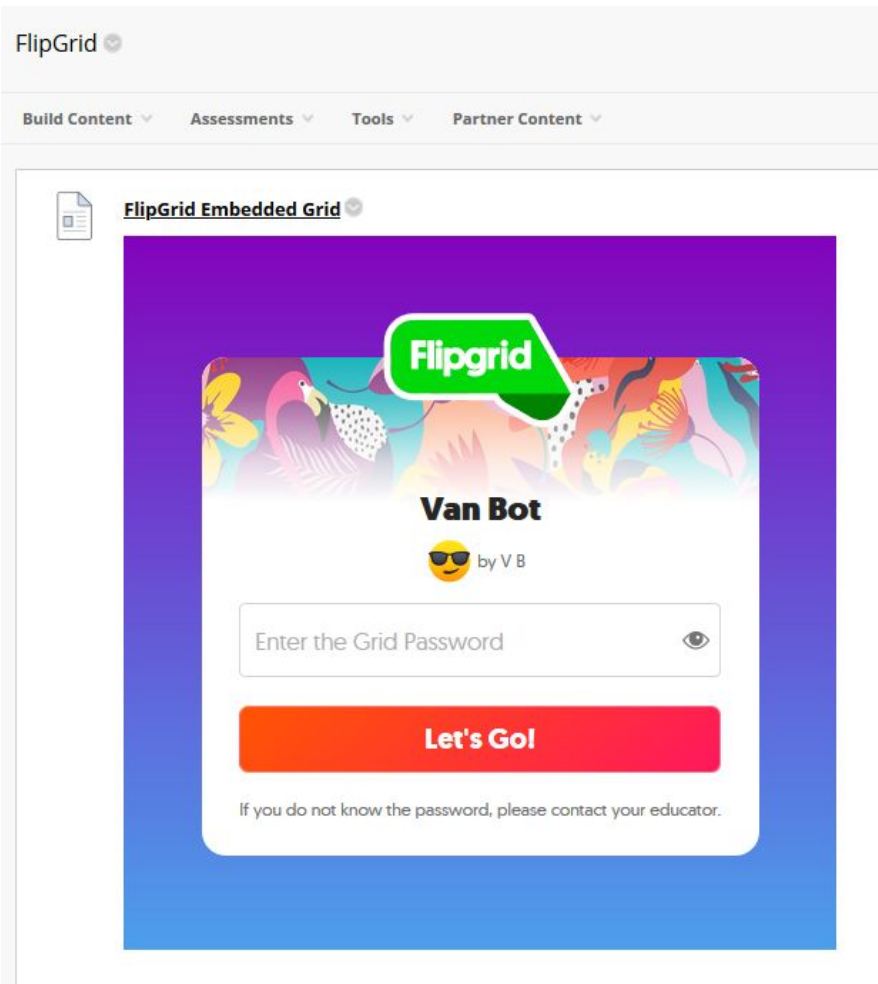 FlipGrid
Build Content Assessments Tools Partner Content
FlipGrid Embedded Grid
Flipgrid
Van Bot
by V B
Enter the Grid Password
Let's Go!
If you do not know the password, please contact your educator.